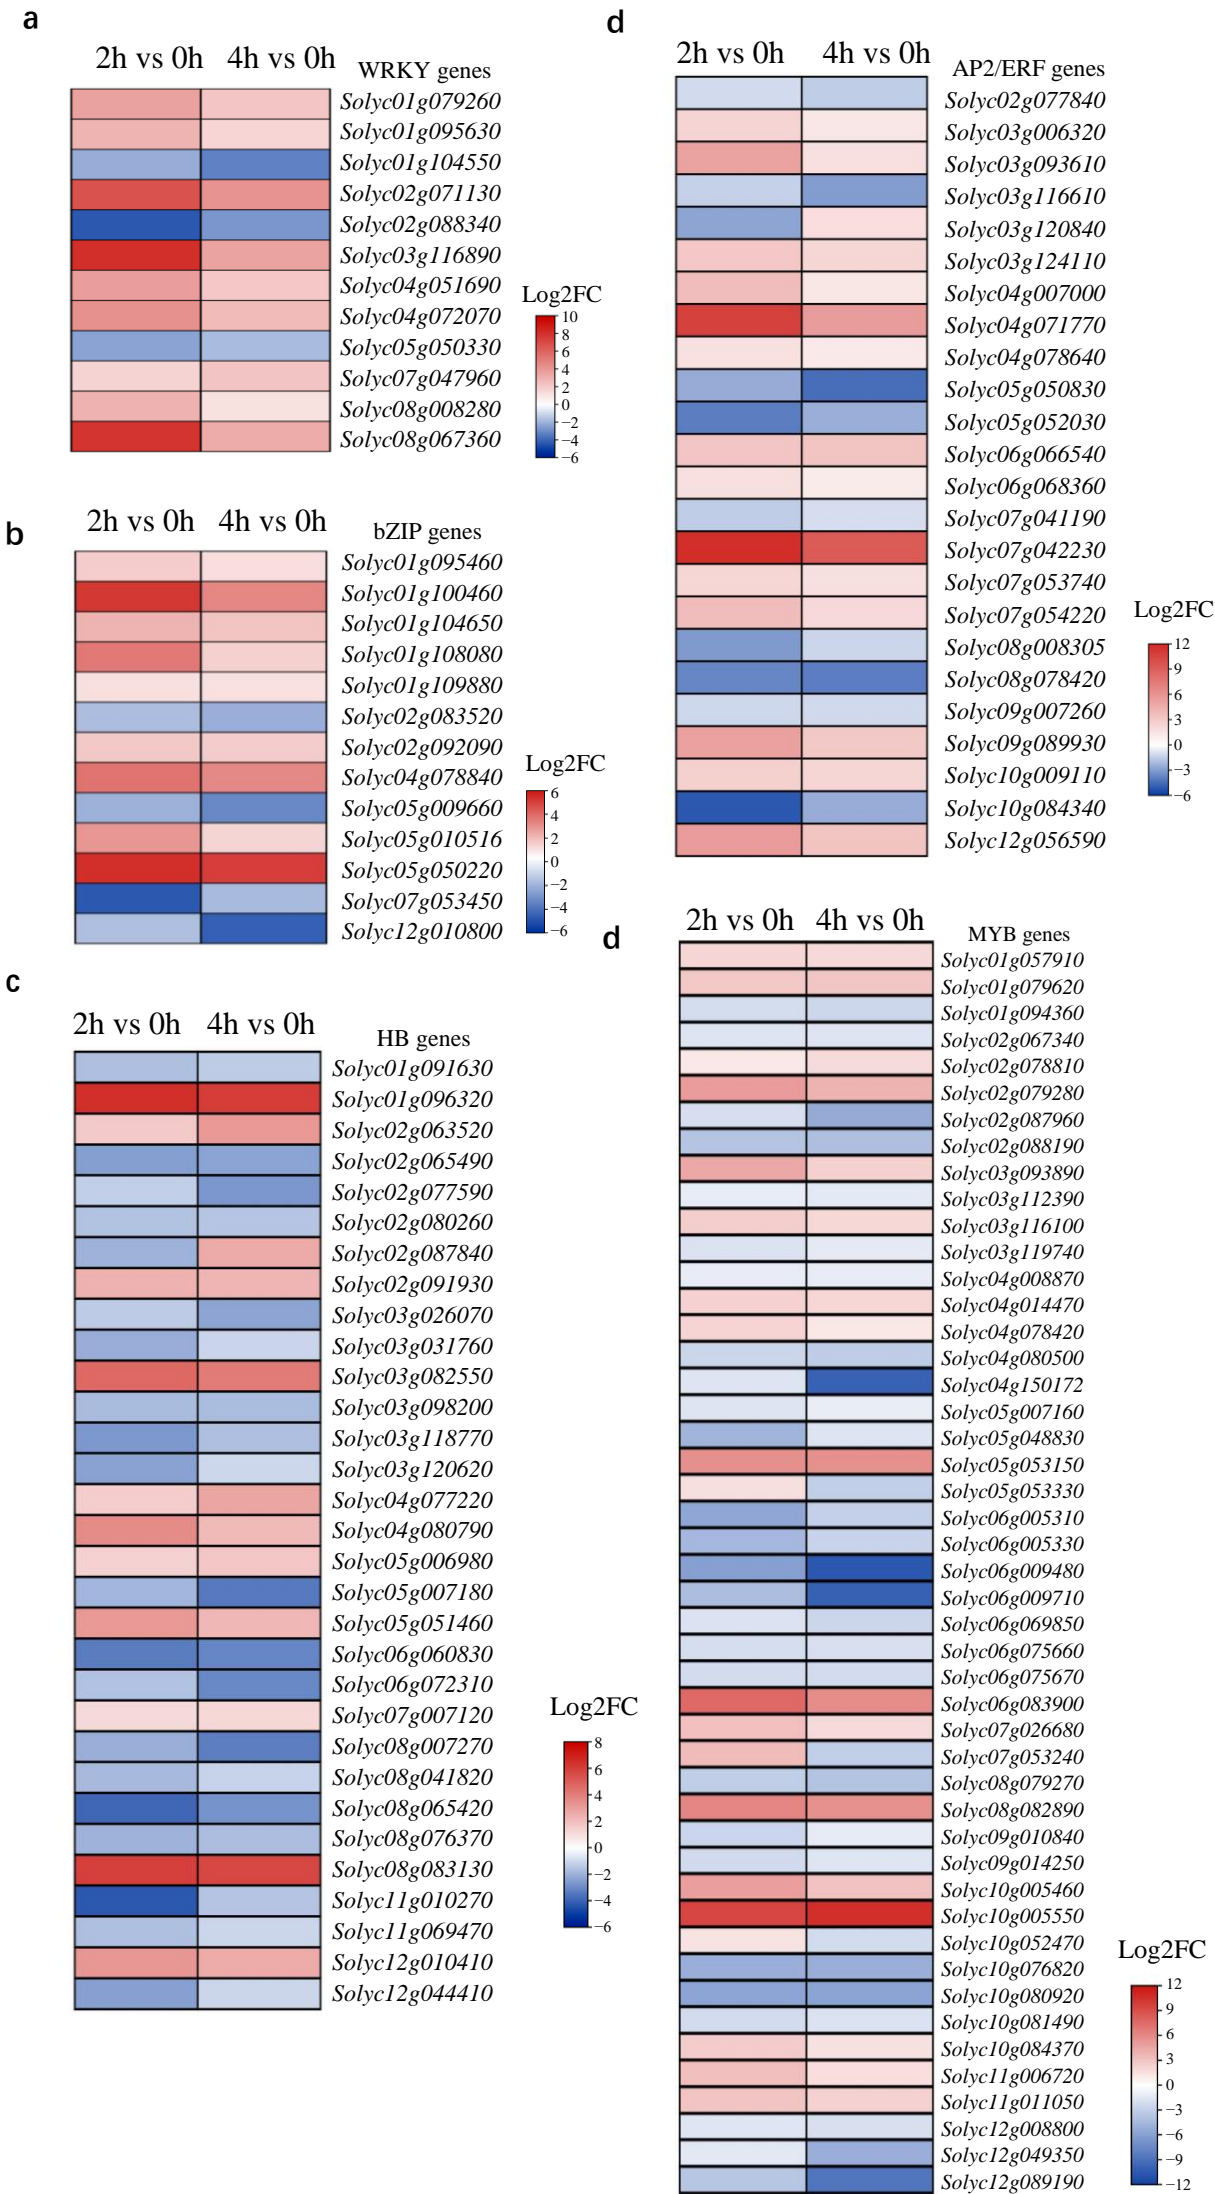 a
2h vs 0h 4h vs 0h
WRKY genes
Solyc01g079260
Solyc01g095630
Solyc01g104550
Solyc02g071130
Solyc02g088340
Solyc03g116890
Solyc04g051690
Solyc04g072070
Solyc05g050330
Solyc07g047960
Solyc08g008280
Solyc08g067360
Log2FC
10
8
6
4
2
0
−2
−4
−6
b
2h vs 0h 4h vs 0h
bZIP genes
Solyc01g095460
Solyc01g100460
Solyc01g104650
Solyc01g108080
Solyc01g109880
Solyc02g083520
Solyc02g092090
Solyc04g078840
Solyc05g009660
Solyc05g010516
Solyc05g050220
Solyc07g053450
Solyc12g010800
Log2FC
6
4
2
0
−2
−4
−6
c
2h vs 0h 4h vs 0h
HB genes
Solyc01g091630
Solyc01g096320
Solyc02g063520
Solyc02g065490
Solyc02g077590
Solyc02g080260
Solyc02g087840
Solyc02g091930
Solyc03g026070
Solyc03g031760
Solyc03g082550
Solyc03g098200
Solyc03g118770
Solyc03g120620
Solyc04g077220
Solyc04g080790
Solyc05g006980
Solyc05g007180
Solyc05g051460
Solyc06g060830
Solyc06g072310
Solyc07g007120
Solyc08g007270
Solyc08g041820
Solyc08g065420
Solyc08g076370
Solyc08g083130
Solyc11g010270
Solyc11g069470
Solyc12g010410
Solyc12g044410
Log2FC
8
6
4
2
0
−2
−4
−6
d
2h vs 0h 4h vs 0h
AP2/ERF genes
Solyc02g077840
Solyc03g006320
Solyc03g093610
Solyc03g116610
Solyc03g120840
Solyc03g124110
Solyc04g007000
Solyc04g071770
Solyc04g078640
Solyc05g050830
Solyc05g052030
Solyc06g066540
Solyc06g068360
Solyc07g041190
Solyc07g042230
Solyc07g053740
Solyc07g054220
Solyc08g008305
Solyc08g078420
Solyc09g007260
Solyc09g089930
Solyc10g009110
Solyc10g084340
Solyc12g056590
Log2FC
12
9
6
3
0
−3
−6
d
2h vs 0h 4h vs 0h
MYB genes
Solyc01g057910
Solyc01g079620
Solyc01g094360
Solyc02g067340
Solyc02g078810
Solyc02g079280
Solyc02g087960
Solyc02g088190
Solyc03g093890
Solyc03g112390
Solyc03g116100
Solyc03g119740
Solyc04g008870
Solyc04g014470
Solyc04g078420
Solyc04g080500
Solyc04g150172
Solyc05g007160
Solyc05g048830
Solyc05g053150
Solyc05g053330
Solyc06g005310
Solyc06g005330
Solyc06g009480
Solyc06g009710
Solyc06g069850
Solyc06g075660
Solyc06g075670
Solyc06g083900
Solyc07g026680
Solyc07g053240
Solyc08g079270
Solyc08g082890
Solyc09g010840
Solyc09g014250
Solyc10g005460
Solyc10g005550
Solyc10g052470
Solyc10g076820
Solyc10g080920
Solyc10g081490
Solyc10g084370
Solyc11g006720
Solyc11g011050
Solyc12g008800
Solyc12g049350
Solyc12g089190
Log2FC
12
9
6
3
0
−3
−6
−9
−12